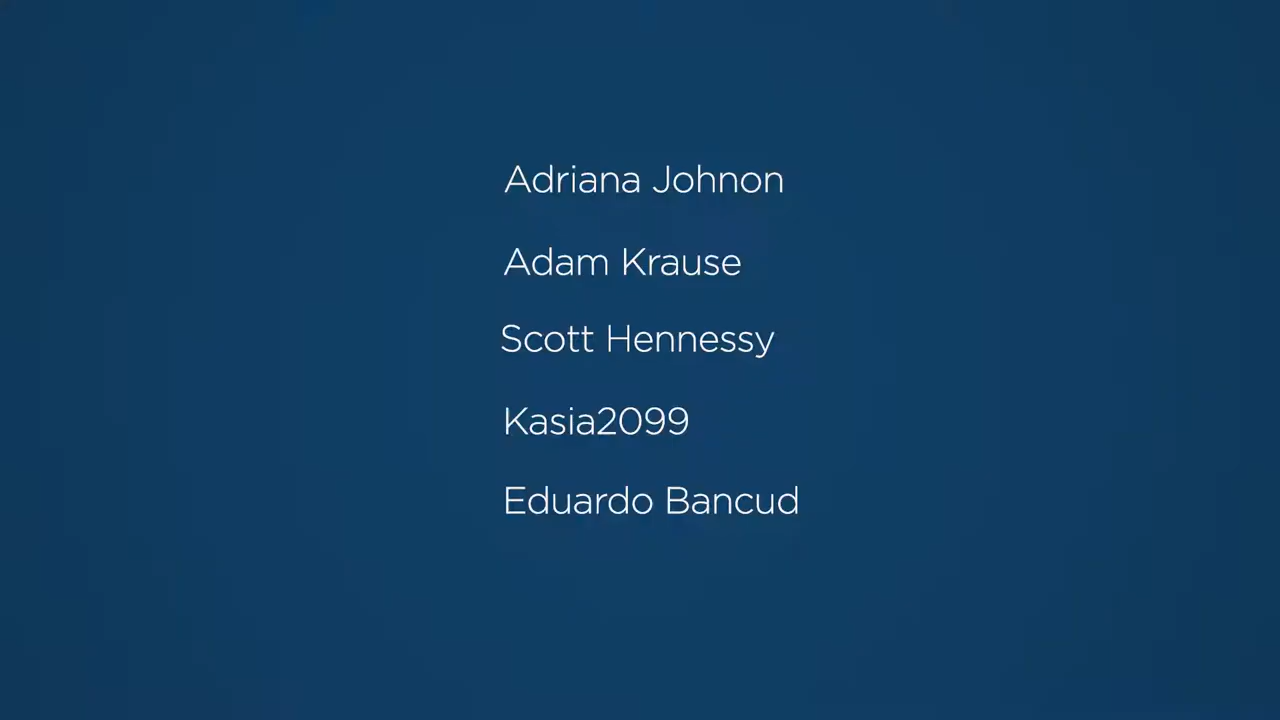 Adriana Johnon
Adam Krause
Scott Hennessy
Kasia2099
Eduardo Bancud